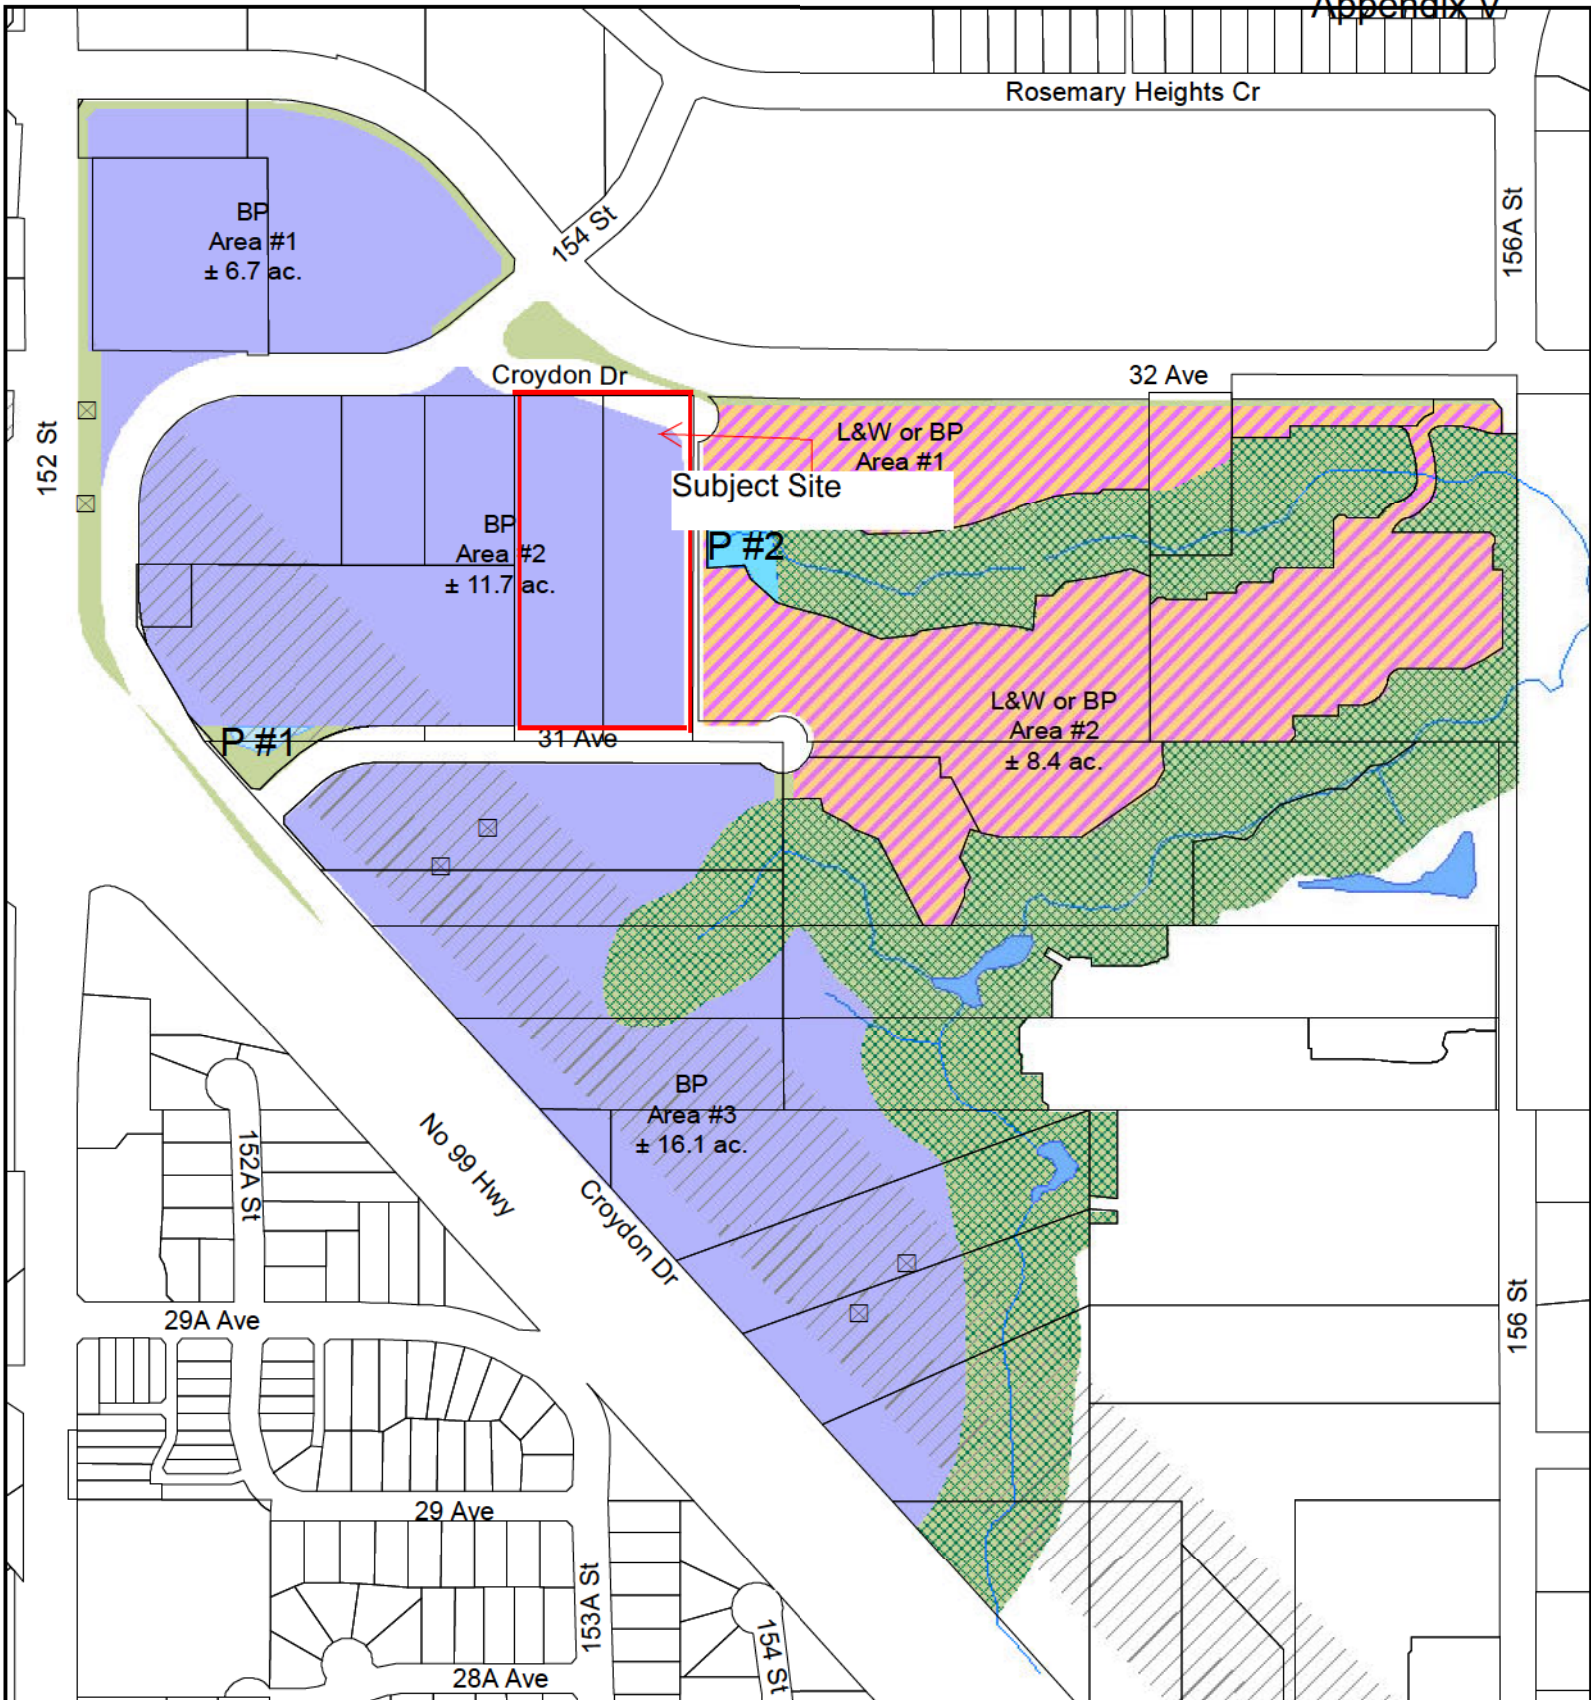 Appendix V
Rosemary Heights Cr
BP
Area #1
± 6.7 ac.
154 St
156A St
Croydon Dr
32 Ave
152 St
L&W or BP
Area #1
Subject Site
BP
Area #2
± 11.7 ac.
P #2
L&W or BP
Area #2
± 8.4 ac.
P #1
31 Ave
BP
Area #3
± 16.1 ac.
No 99 Hwy
152A St
Croydon Dr
29A Ave
156 St
29 Ave
153A St
154 St
28A Ave